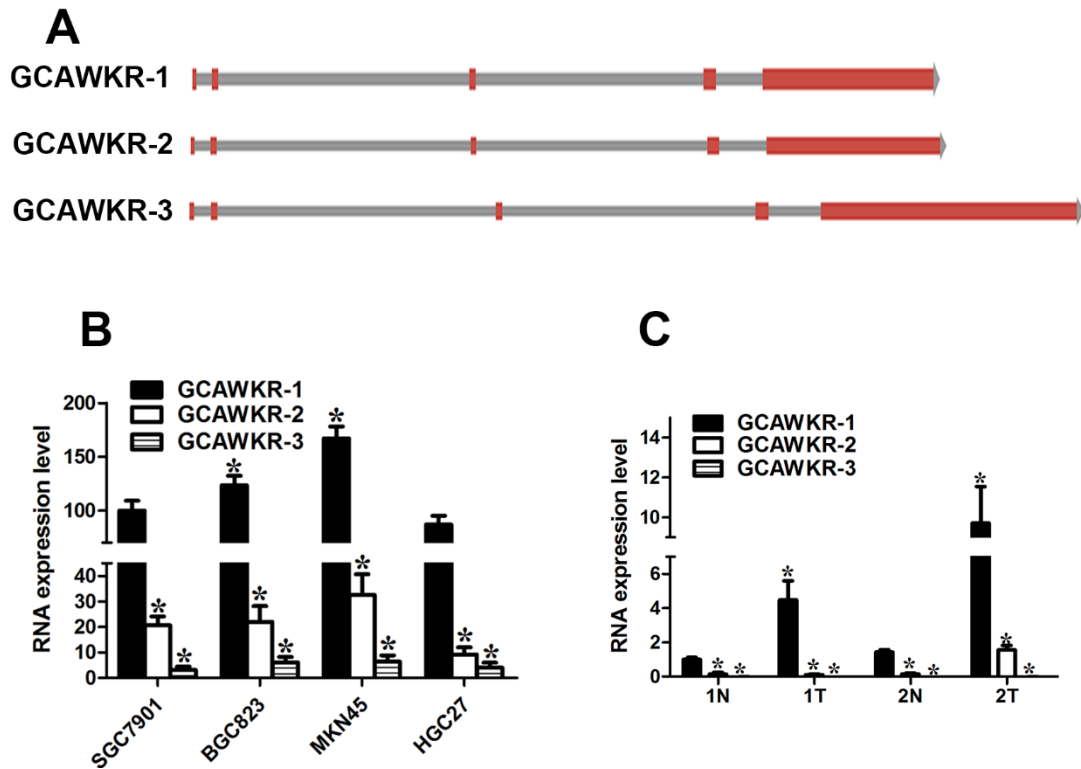 A
GCAWKR-1
GCAWKR-2
GCAWKR-3
B
GCAWKR-1
GCAWKR-2
GCAWKR-3
RNA expression level
200
150
100
40
30
20
10
0
* * * * * * * * * *
SGC7901
BGC823
MKN45
HGC27
C
GCAWKR-1
GCAWKR-2
GCAWKR-3
RNA expression level
14
12
10
6
4
2
0
* * * * * * * * * *
1N
1T
2N
2T